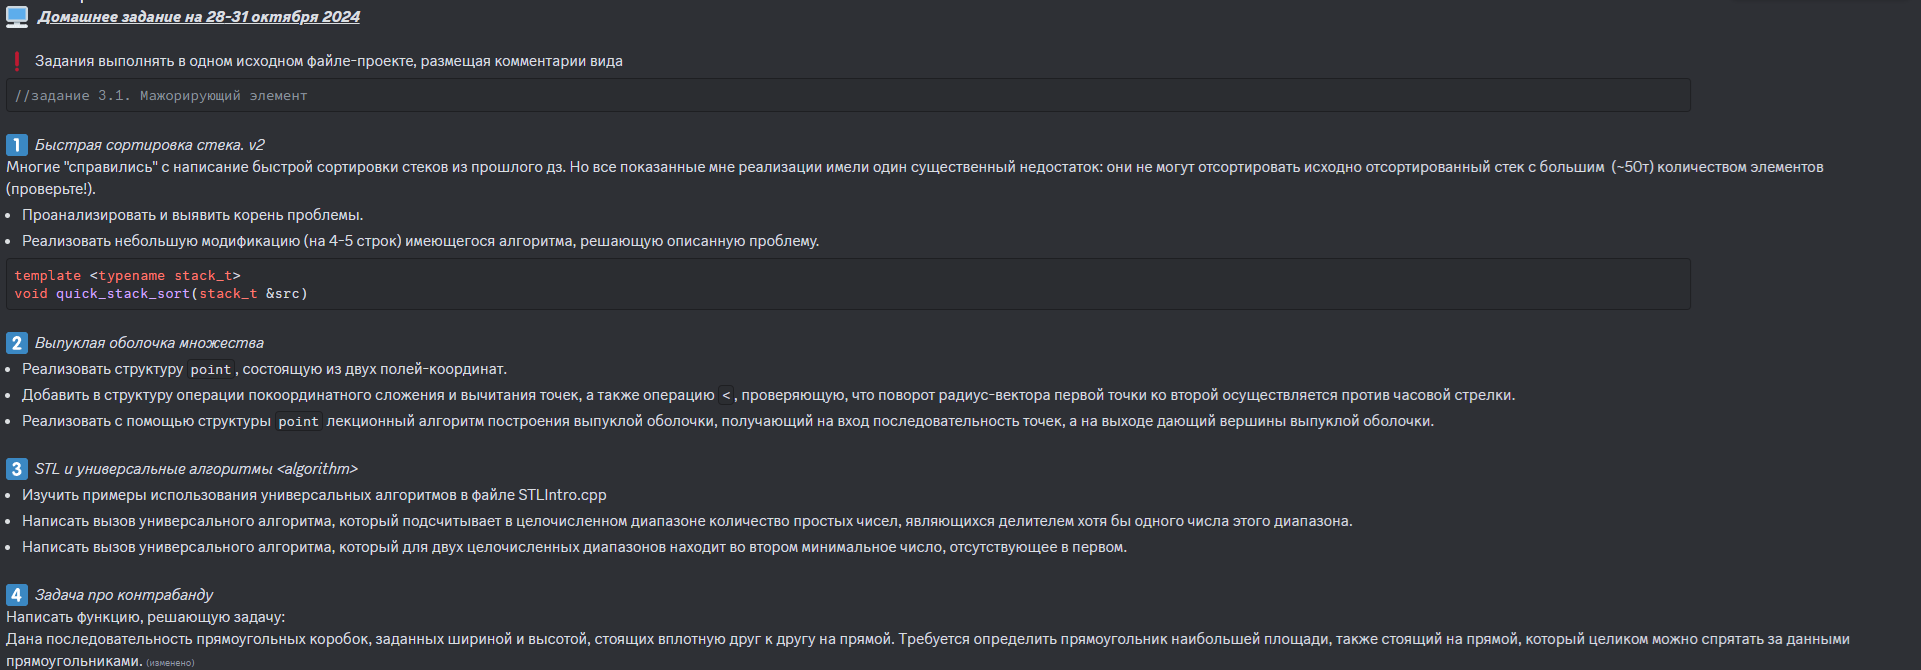 Домашнее задание на 28-31 октября 2024
Задания выполнять в одном исходном файле-проекте, размещая комментарии вида
//задание 3.1. Мажорирующий элемент
1 Быстрая сортировка стека. v2
Многие "справились" с написание быстрой сортировки стеков из прошлого дз. Но все показанные мне реализации имели один существенный недостаток: они не могут отсортировать исходно отсортированный стек с большим (~50т) количеством элементов
(проверьте!).
• Проанализировать и выявить корень проблемы.
• Реализовать небольшую модификацию (на 4-5 строк) имеющегося алгоритма, решающую описанную проблему.
template <typename stack_t>
void quick_stack_sort(stack_t &src)
2 Выпуклая оболочка множества
• Реализовать структуру point, состоящую из двух полей-координат.
• Добавить в структуру операции покоординатного сложения и вычитания точек, а также операцию <, проверяющую, что поворот радиус-вектора первой точки ко второй осуществляется против часовой стрелки.
• Реализовать с помощью структуры point лекционный алгоритм построения выпуклой оболочки, получающий на вход последовательность точек, а на выходе дающий вершины выпуклой оболочки.
3 STL и универсальные алгоритмы <algorithm>
• Изучить примеры использования универсальных алгоритмов в файле STLIntro.cpp
• Написать вызов универсального алгоритма, который подсчитывает в целочисленном диапазоне количество простых чисел, являющихся делителем хотя бы одного числа этого диапазона.
• Написать вызов универсального алгоритма, который для двух целочисленных диапазонов находит во втором минимальное число, отсутствующее в первом.
4 Задача про контрабанду
Написать функцию, решающую задачу:
Дана последовательность прямоугольных коробок, заданных шириной и высотой, стоящих вплотную друг к другу на прямой. Требуется определить прямоугольник наибольшей площади, также стоящий на прямой, который целиком можно спрятать за данными
прямоугольниками. (изменено)